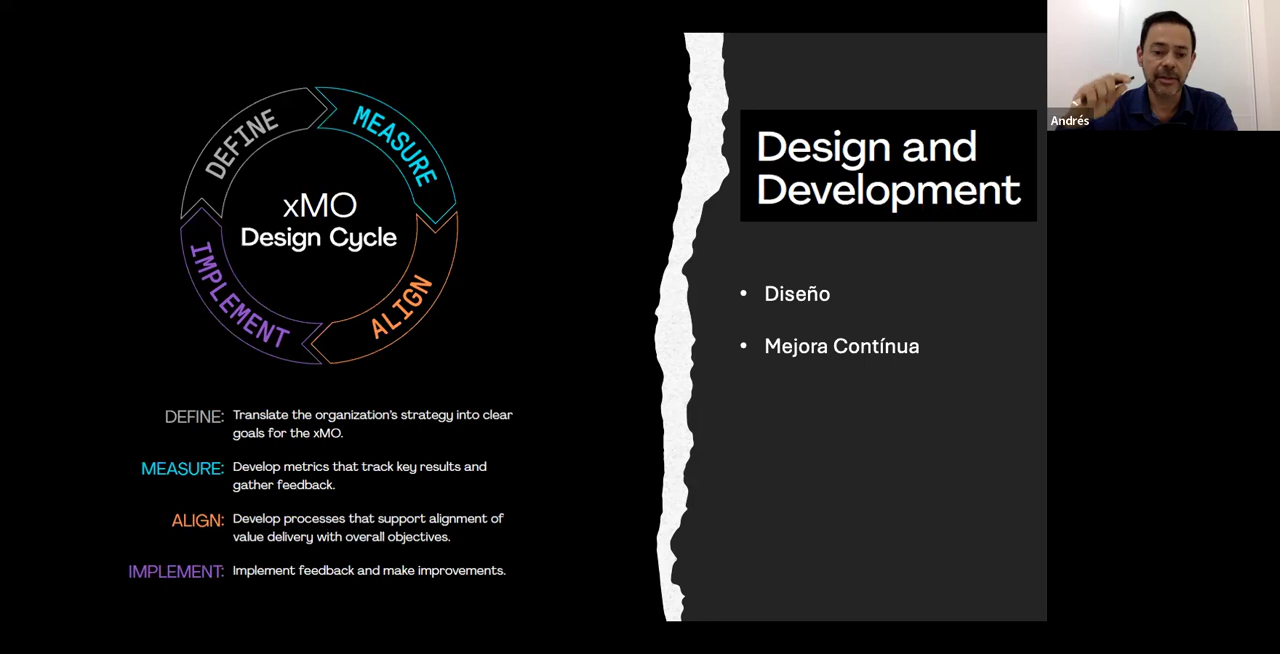 DEFINE
MEASURE
ALIGN
IMPLEMENT
xMO
Design Cycle
DEFINE: Translate the organization's strategy into clear
goals for the xMO.
MEASURE: Develop metrics that track key results and
gather feedback.
ALIGN: Develop processes that support alignment of
value delivery with overall objectives.
IMPLEMENT: Implement feedback and make improvements.
Design and
Development
• Diseño
• Mejora Contínua
Andrés